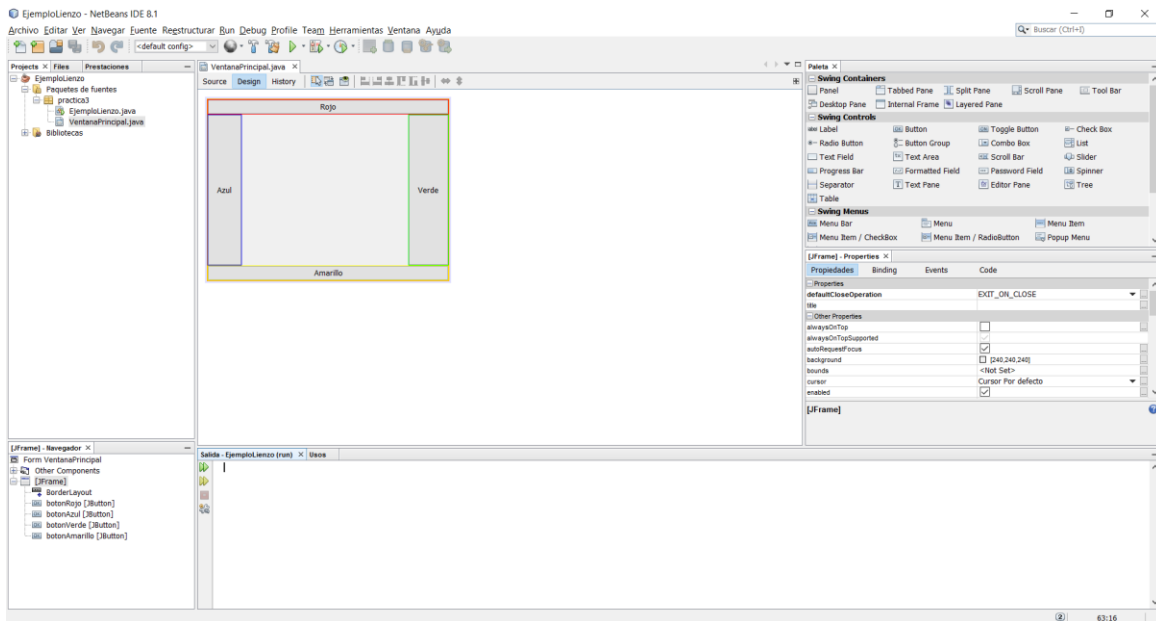 EjemploLienzo - NetBeans IDE 8.1
Archivo Editar Ver Navegar Fuente Reestructurar Run Debug Profile Team Herramientas Ventana Ayuda
Buscar (Ctrl+I)
<default config>
Projects Files Prestaciones
EjemploLienzo
Paquetes de fuentes
practica3
EjemploLienzo.java
VentanaPrincipal.java
Bibliotecas
VentanaPrincipal.java
Source Design History
Rojo
Azul
Verde
Amarillo
Paleta
Swing Containers
Panel Tabbed Pane Split Pane Scroll Pane Tool Bar
Desktop Pane Internal Frame Layered Pane
Swing Controls
Label Button Toggle Button Check Box
Radio Button Button Group Combo Box List
Text Field Text Area Scroll Bar Slider
Progress Bar Formatted Field Password Field Spinner
Separator Text Pane Editor Pane Tree
Table
Swing Menus
Menu Bar Menu Menu Item
Menu Item / CheckBox Menu Item / RadioButton Popup Menu
[JFrame] - Properties
Propiedades Binding Events Code
Properties
defaultCloseOperation EXIT_ON_CLOSE
title
Other Properties
alwaysOnTop
alwaysOnTopSupported
autoRequestFocus
background [240,240,240]
bounds <Not Set>
cursor Cursor Por defecto
enabled
[JFrame]
[JFrame] - Navegador
Form VentanaPrincipal
Other Components
[JFrame]
BorderLayout
botonRojo [JButton]
botonAzul [JButton]
botonVerde [JButton]
botonAmarillo [JButton]
Salida - EjemploLienzo (run) Usos
2 63:16